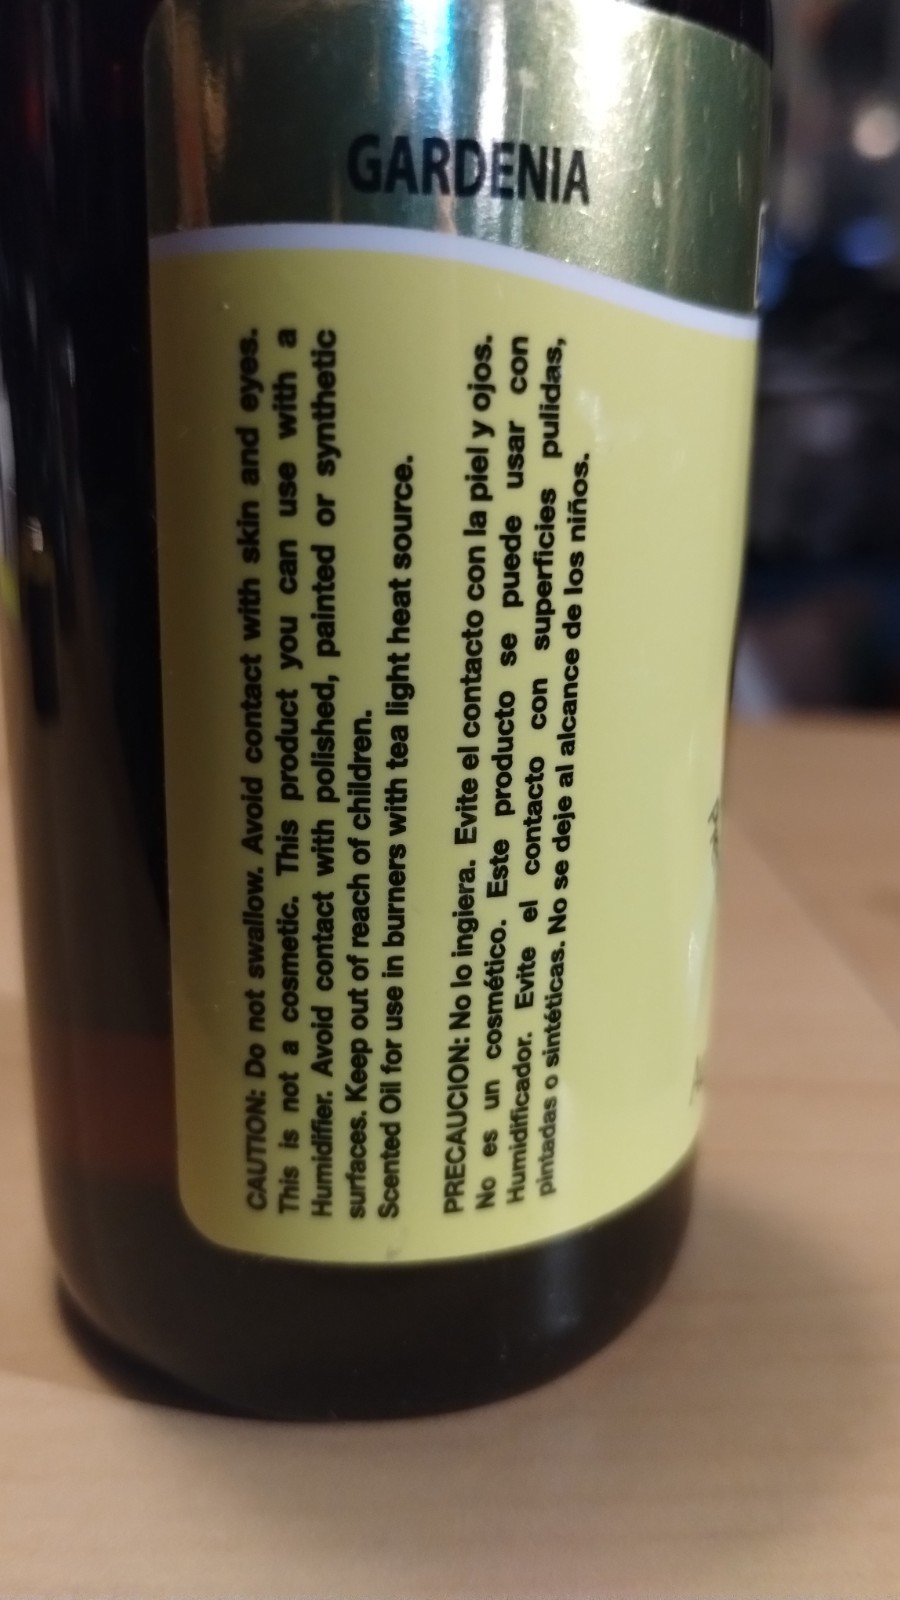 GARDENIA
CAUTION: Do not swallow. Avoid contact with skin and eyes.
This is not a cosmetic. This product you can use with a
Humidifier. Avoid contact with polished, painted or synthetic
surfaces. Keep out of reach of children.
Scented Oil for use in burners with tea light heat source.
PRECAUCION: No lo ingiera. Evite el contacto con la piel y ojos.
No es un cosmético. Este producto se puede usar con
Humidificador. Evite el contacto con superficies pulidas,
pintadas o sintéticas. No se deje al alcance de los niños.